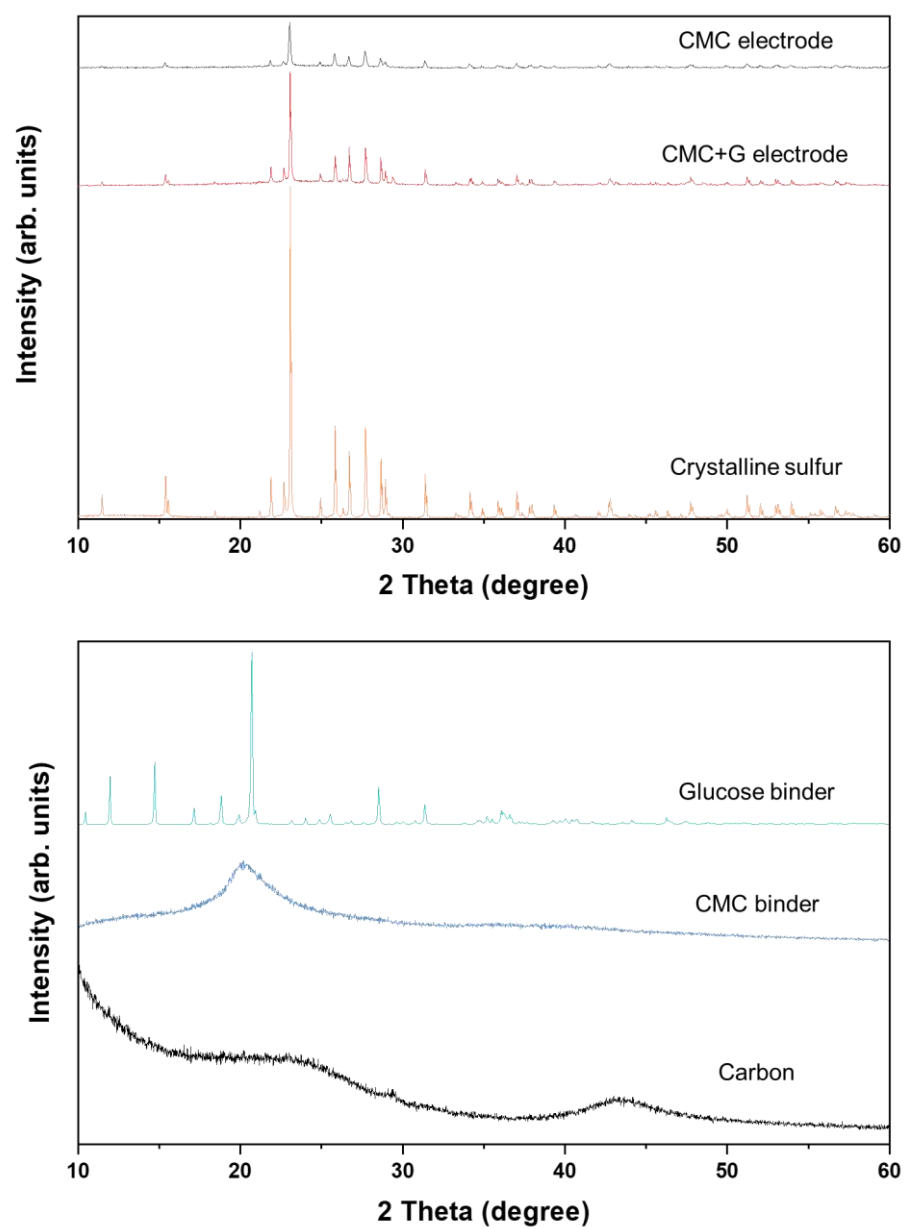 CMC electrode
CMC+G electrode
Crystalline sulfur
Intensity (arb. units)
10 20 30 40 50 60
2 Theta (degree)
Glucose binder
CMC binder
Carbon
Intensity (arb. units)
10 20 30 40 50 60
2 Theta (degree)